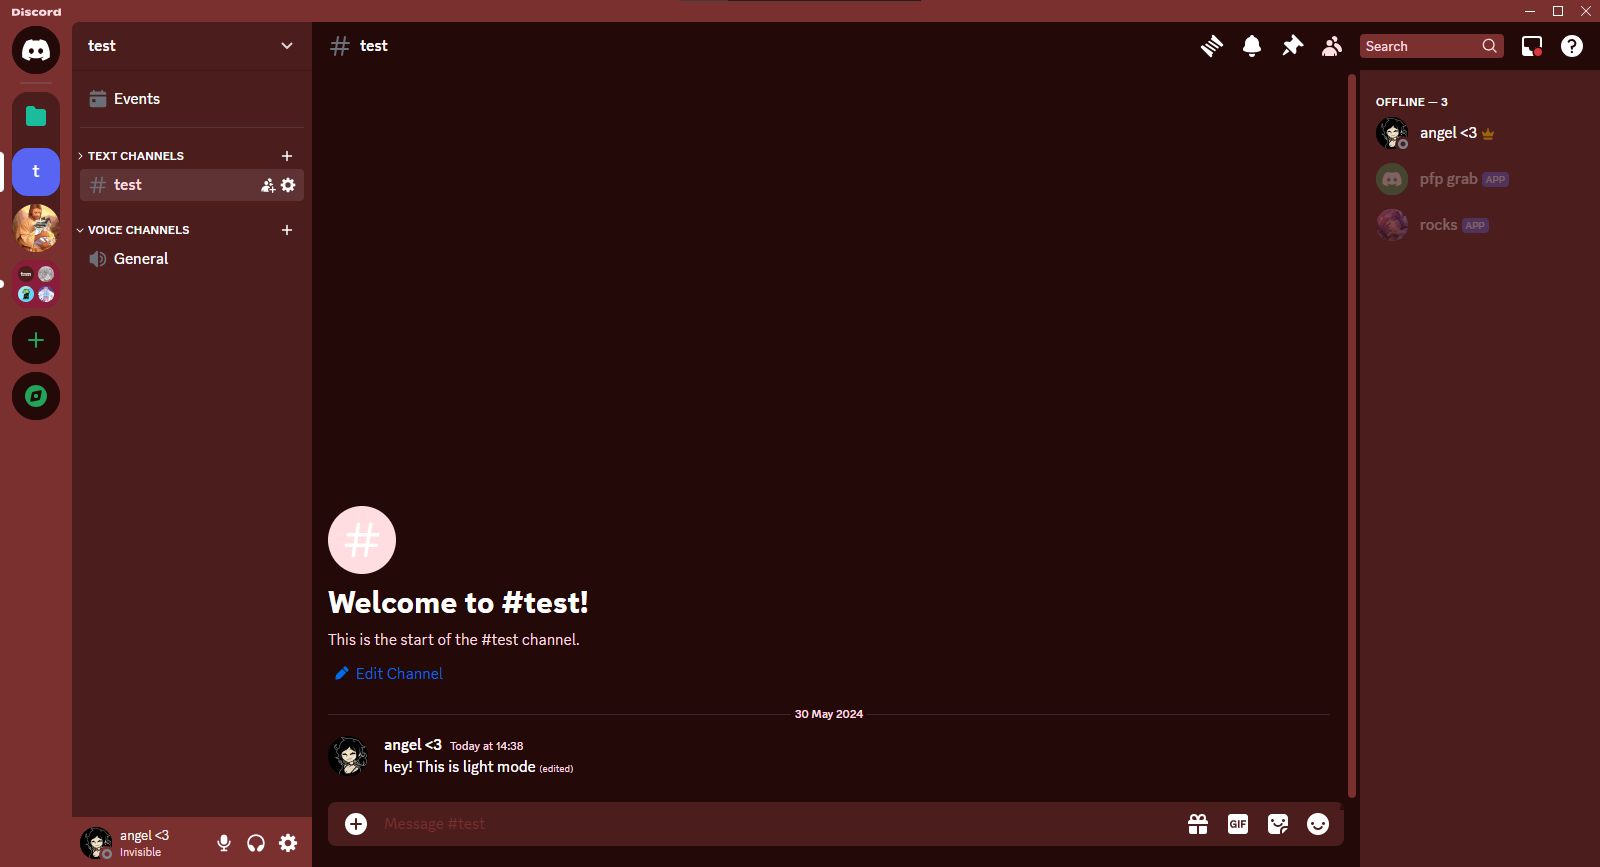 Discord
test
Events
TEXT CHANNELS
test
VOICE CHANNELS
General
t
angel <3
Invisible
test
Search
Welcome to #test!
This is the start of the #test channel.
Edit Channel
30 May 2024
angel <3 Today at 14:38
hey! This is light mode (edited)
Message #test
GIF
OFFLINE — 3
angel <3
pfp grab APP
rocks APP